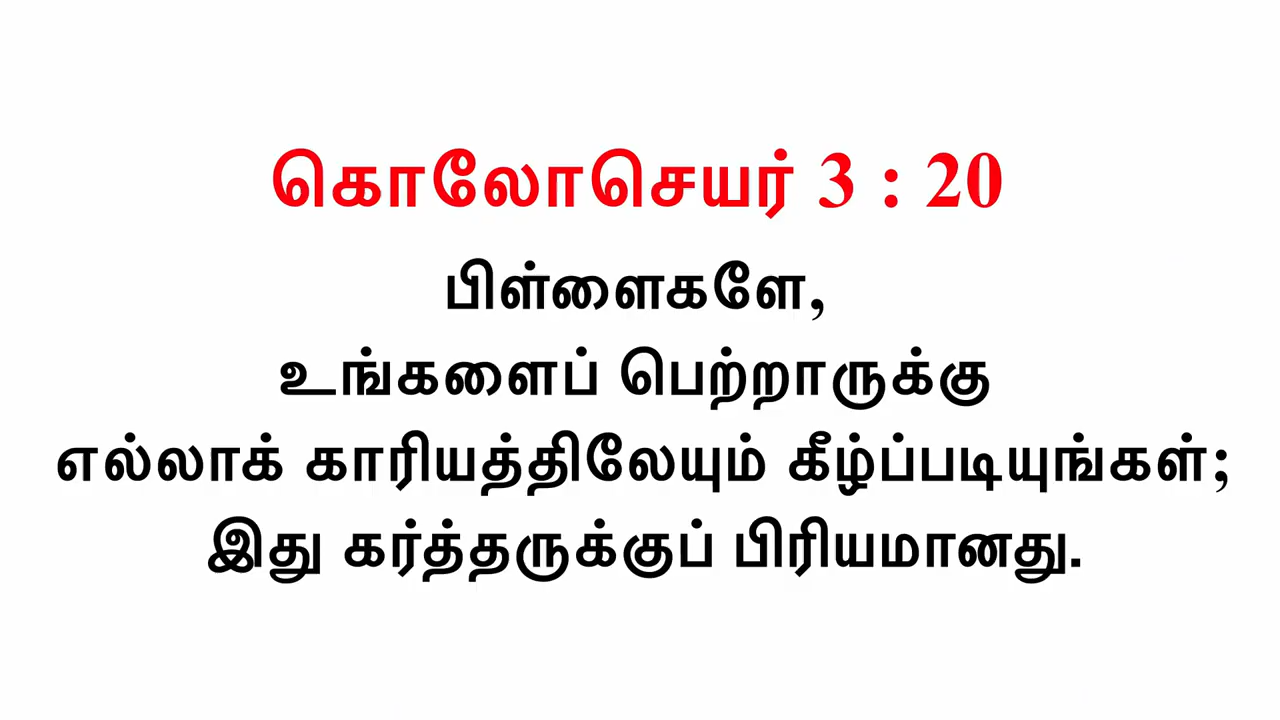 கொலோசெயர் 3 : 20
பிள்ளைகளே,
உங்களைப் பெற்றாருக்கு
எல்லாக் காரியத்திலேயும் கீழ்ப்படியுங்கள்;
இது கர்த்தருக்குப் பிரியமானது.